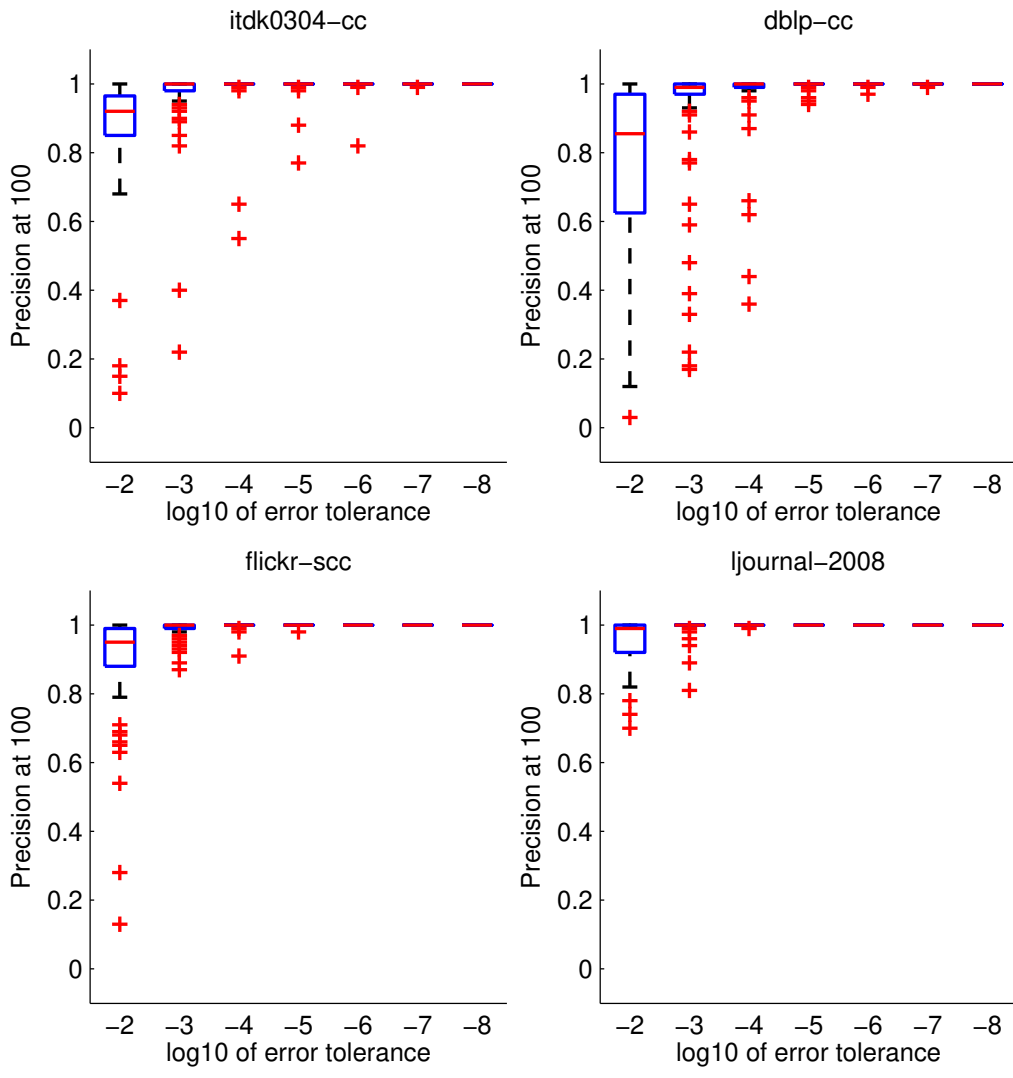 itdk0304−cc
1
0.8
0.6
0.4
0.2
0
Precision at 100
−2 −3 −4 −5 −6 −7 −8
log10 of error tolerance
dblp−cc
1
0.8
0.6
0.4
0.2
0
Precision at 100
−2 −3 −4 −5 −6 −7 −8
log10 of error tolerance
flickr−scc
1
0.8
0.6
0.4
0.2
0
Precision at 100
−2 −3 −4 −5 −6 −7 −8
log10 of error tolerance
ljournal−2008
1
0.8
0.6
0.4
0.2
0
Precision at 100
−2 −3 −4 −5 −6 −7 −8
log10 of error tolerance